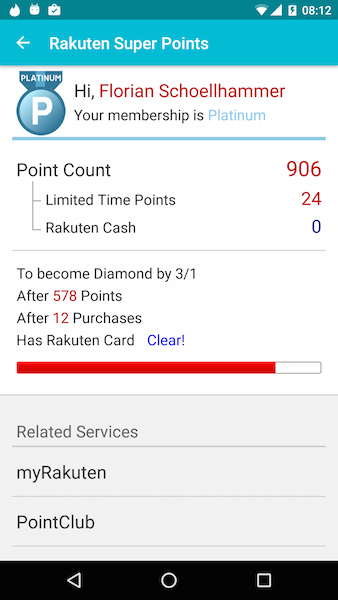 08:12
Rakuten Super Points
PLATINUM
P
Hi, Florian Schoellhammer
Your membership is Platinum
Point Count 906
Limited Time Points 24
Rakuten Cash 0
To become Diamond by 3/1
After 578 Points
After 12 Purchases
Has Rakuten Card Clear!
Related Services
myRakuten
PointClub